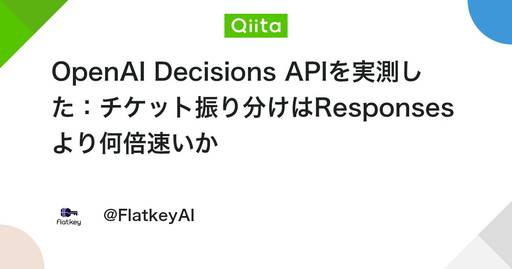 Qiita
OpenAI Decisions APIを実測し
た：チケット振り分けはResponses
より何倍速いか
flatkey
@FlatkeyAI